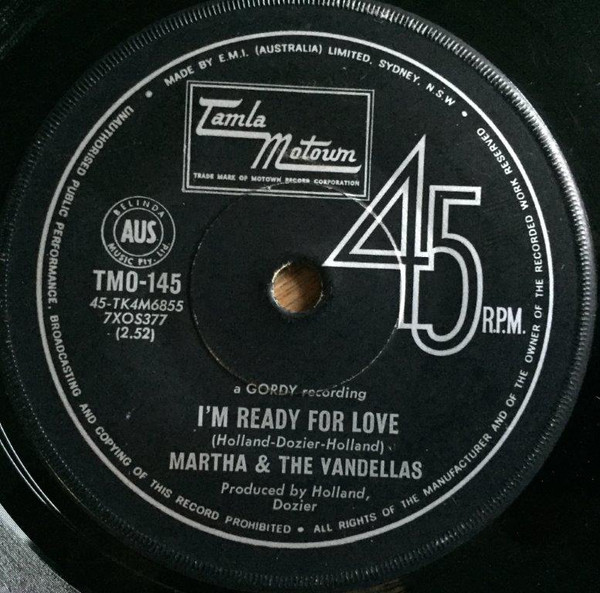 MADE BY E.M.I. (AUSTRALIA) LIMITED, SYDNEY, N.S.W. •
UNAUTHORISED PUBLIC PERFORMANCE, BROADCASTING AND COPYING OF THIS RECORD PROHIBITED • ALL RIGHTS OF THE MANUFACTURER AND OF THE OWNER OF THE RECORDED WORK RESERVED •
Tamla
Motown
TRADE MARK OF MOTOWN RECORD CORPORATION
BELINDA
AUS
MUSIC PTY. Ltd.
45
R.P.M.
TMO-145
45-TK4M6855
7XOS377
(2.52)
a GORDY recording
I'M READY FOR LOVE
(Holland-Dozier-Holland)
MARTHA & THE VANDELLAS
Produced by Holland,
Dozier